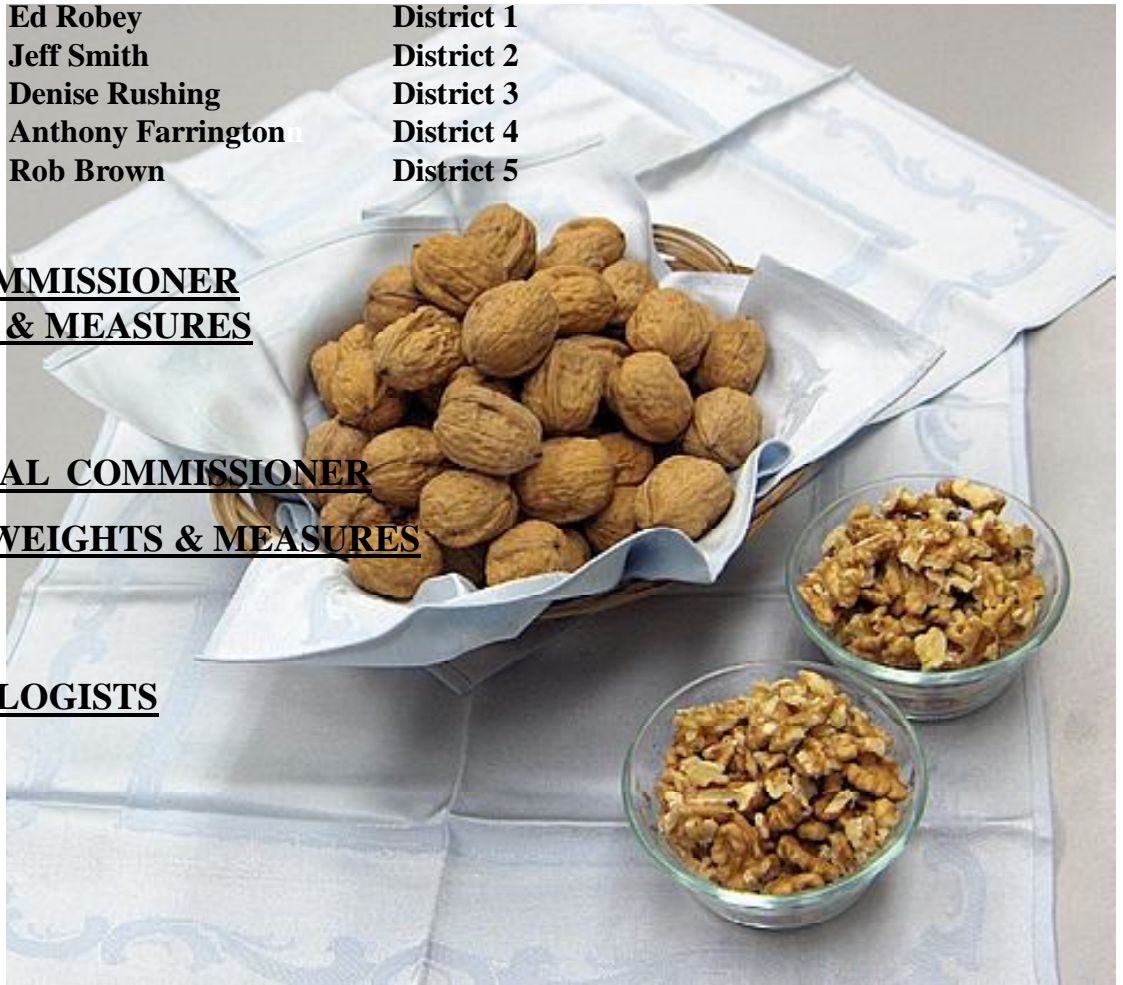 Ed Robey District 1
Jeff Smith District 2
Denise Rushing District 3
Anthony Farrington District 4
Rob Brown District 5
MMISSIONER
& MEASURES
AL COMMISSIONER
WEIGHTS & MEASURES
LOGISTS